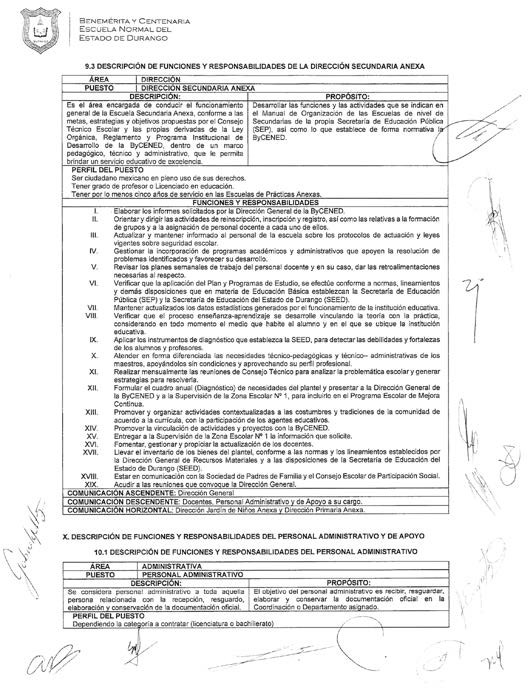 BENEMÉRITA Y CENTENARIA
ESCUELA NORMAL DEL
ESTADO DE DURANGO
9.3 DESCRIPCIÓN DE FUNCIONES Y RESPONSABILIDADES DE LA DIRECCIÓN SECUNDARIA ANEXA
ÁREA DIRECCIÓN
PUESTO DIRECCIÓN SECUNDARIA ANEXA
DESCRIPCIÓN:
Es el área encargada de conducir el funcionamiento
general de la Escuela Secundaria Anexa, conforme a las
metas, estrategias y objetivos propuestas por el Consejo
Técnico Escolar y las propias derivadas de la Ley
Orgánica, Reglamento y Programa Institucional de
Desarrollo de la ByCENED, dentro de un marco
pedagógico, técnico y administrativo, que le permita
brindar un servicio educativo de excelencia.
PROPÓSITO:
Desarrollar las funciones y las actividades que se indican en
el Manual de Organización de las Escuelas de nivel de
Secundarias de la propia Secretaría de Educación Pública
(SEP), así como lo que establece de forma normativa la
ByCENED.
PERFIL DEL PUESTO
Ser ciudadano mexicano en pleno uso de sus derechos.
Tener grado de profesor o Licenciado en educación.
Tener por lo menos cinco años de servicio en las Escuelas de Prácticas Anexas.
FUNCIONES Y RESPONSABILIDADES
I. Elaborar los informes solicitados por la Dirección General de la ByCENED.
II. Orientar y dirigir las actividades de reinscripción, inscripción y registro, así como las relativas a la formación
de grupos y a la asignación de personal docente a cada uno de ellos.
III. Actualizar y mantener informado al personal de la escuela sobre los protocolos de actuación y leyes
vigentes sobre seguridad escolar.
IV. Gestionar la incorporación de programas académicos y administrativos que apoyen la resolución de
problemas identificados y favorecer su desarrollo.
V. Revisar los planes semanales de trabajo del personal docente y en su caso, dar las retroalimentaciones
necesarias al respecto.
VI. Verificar que la aplicación del Plan y Programas de Estudio, se efectúe conforme a normas, lineamientos
y demás disposiciones que en materia de Educación Básica establezcan la Secretaría de Educación
Pública (SEP) y la Secretaría de Educación del Estado de Durango (SEED).
VII. Mantener actualizados los datos estadísticos generados por el funcionamiento de la institución educativa.
VIII. Verificar que el proceso enseñanza-aprendizaje se desarrolle vinculando la teoría con la práctica,
considerando en todo momento el medio que habite el alumno y en el que se ubique la institución
educativa.
IX. Aplicar los instrumentos de diagnóstico que establezca la SEED, para detectar las debilidades y fortalezas
de los alumnos y profesores.
X. Atender en forma diferenciada las necesidades técnico-pedagógicas y técnico– administrativas de los
maestros, apoyándolos sin condiciones y aprovechando su perfil profesional.
XI. Realizar mensualmente las reuniones de Consejo Técnico para analizar la problemática escolar y generar
estrategias para resolverla.
XII. Formular el cuadro anual (Diagnóstico) de necesidades del plantel y presentar a la Dirección General de
la ByCENED y a la Supervisión de la Zona Escolar Nº 1, para incluirlo en el Programa Escolar de Mejora
Continua.
XIII. Promover y organizar actividades contextualizadas a las costumbres y tradiciones de la comunidad de
acuerdo a la currícula, con la participación de los agentes educativos.
XIV. Promover la vinculación de actividades y proyectos con la ByCENED.
XV. Entregar a la Supervisión de la Zona Escolar Nº 1 la información que solicite.
XVI. Fomentar, gestionar y propiciar la actualización de los docentes.
XVII. Llevar el inventario de los bienes del plantel, conforme a las normas y los lineamientos establecidos por
la Dirección General de Recursos Materiales y a las disposiciones de la Secretaría de Educación del
Estado de Durango (SEED).
XVIII. Estar en comunicación con la Sociedad de Padres de Familia y el Consejo Escolar de Participación Social.
XIX. Acudir a las reuniones que convoque la Dirección General.
COMUNICACIÓN ASCENDENTE: Dirección General
COMUNICACIÓN DESCENDENTE: Docentes, Personal Administrativo y de Apoyo a su cargo.
COMUNICACIÓN HORIZONTAL: Dirección Jardín de Niños Anexa y Dirección Primaria Anexa.
X. DESCRIPCIÓN DE FUNCIONES Y RESPONSABILIDADES DEL PERSONAL ADMINISTRATIVO Y DE APOYO
10.1 DESCRIPCIÓN DE FUNCIONES Y RESPONSABILIDADES DEL PERSONAL ADMINISTRATIVO
ÁREA ADMINISTRATIVA
PUESTO PERSONAL ADMINISTRATIVO
DESCRIPCIÓN:
Se considera personal administrativo a toda aquella
persona relacionada con la recepción, resguardo,
elaboración y conservación de la documentación oficial.
PROPÓSITO:
El objetivo del personal administrativo es recibir, resguardar,
elaborar y conservar la documentación oficial en la
Coordinación o Departamento asignado.
PERFIL DEL PUESTO
Dependiendo la categoría a contratar (licenciatura o bachillerato)